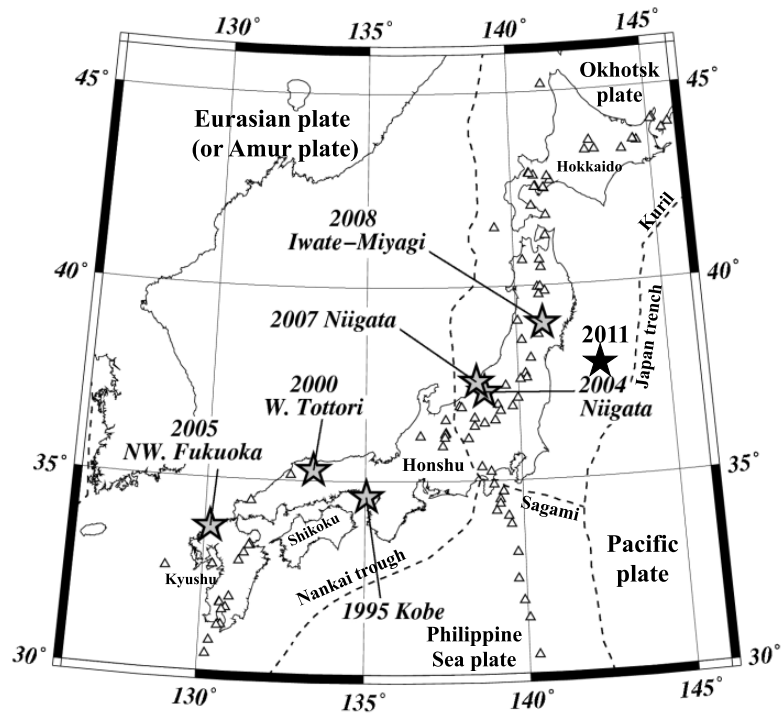 130°
135°
140°
145°
45°
45°
Okhotsk
plate
Eurasian plate
(or Amur plate)
Hokkaido
2008
Iwate−Miyagi
Kuril
40°
40°
2007 Niigata
Japan trench
2011
2000
W. Tottori
2004
Niigata
2005
NW. Fukuoka
35°
35°
Honshu
Sagami
Shikoku
Kyushu
Nankai trough
Pacific
plate
1995 Kobe
Philippine
Sea plate
30°
30°
130°
135°
140°
145°